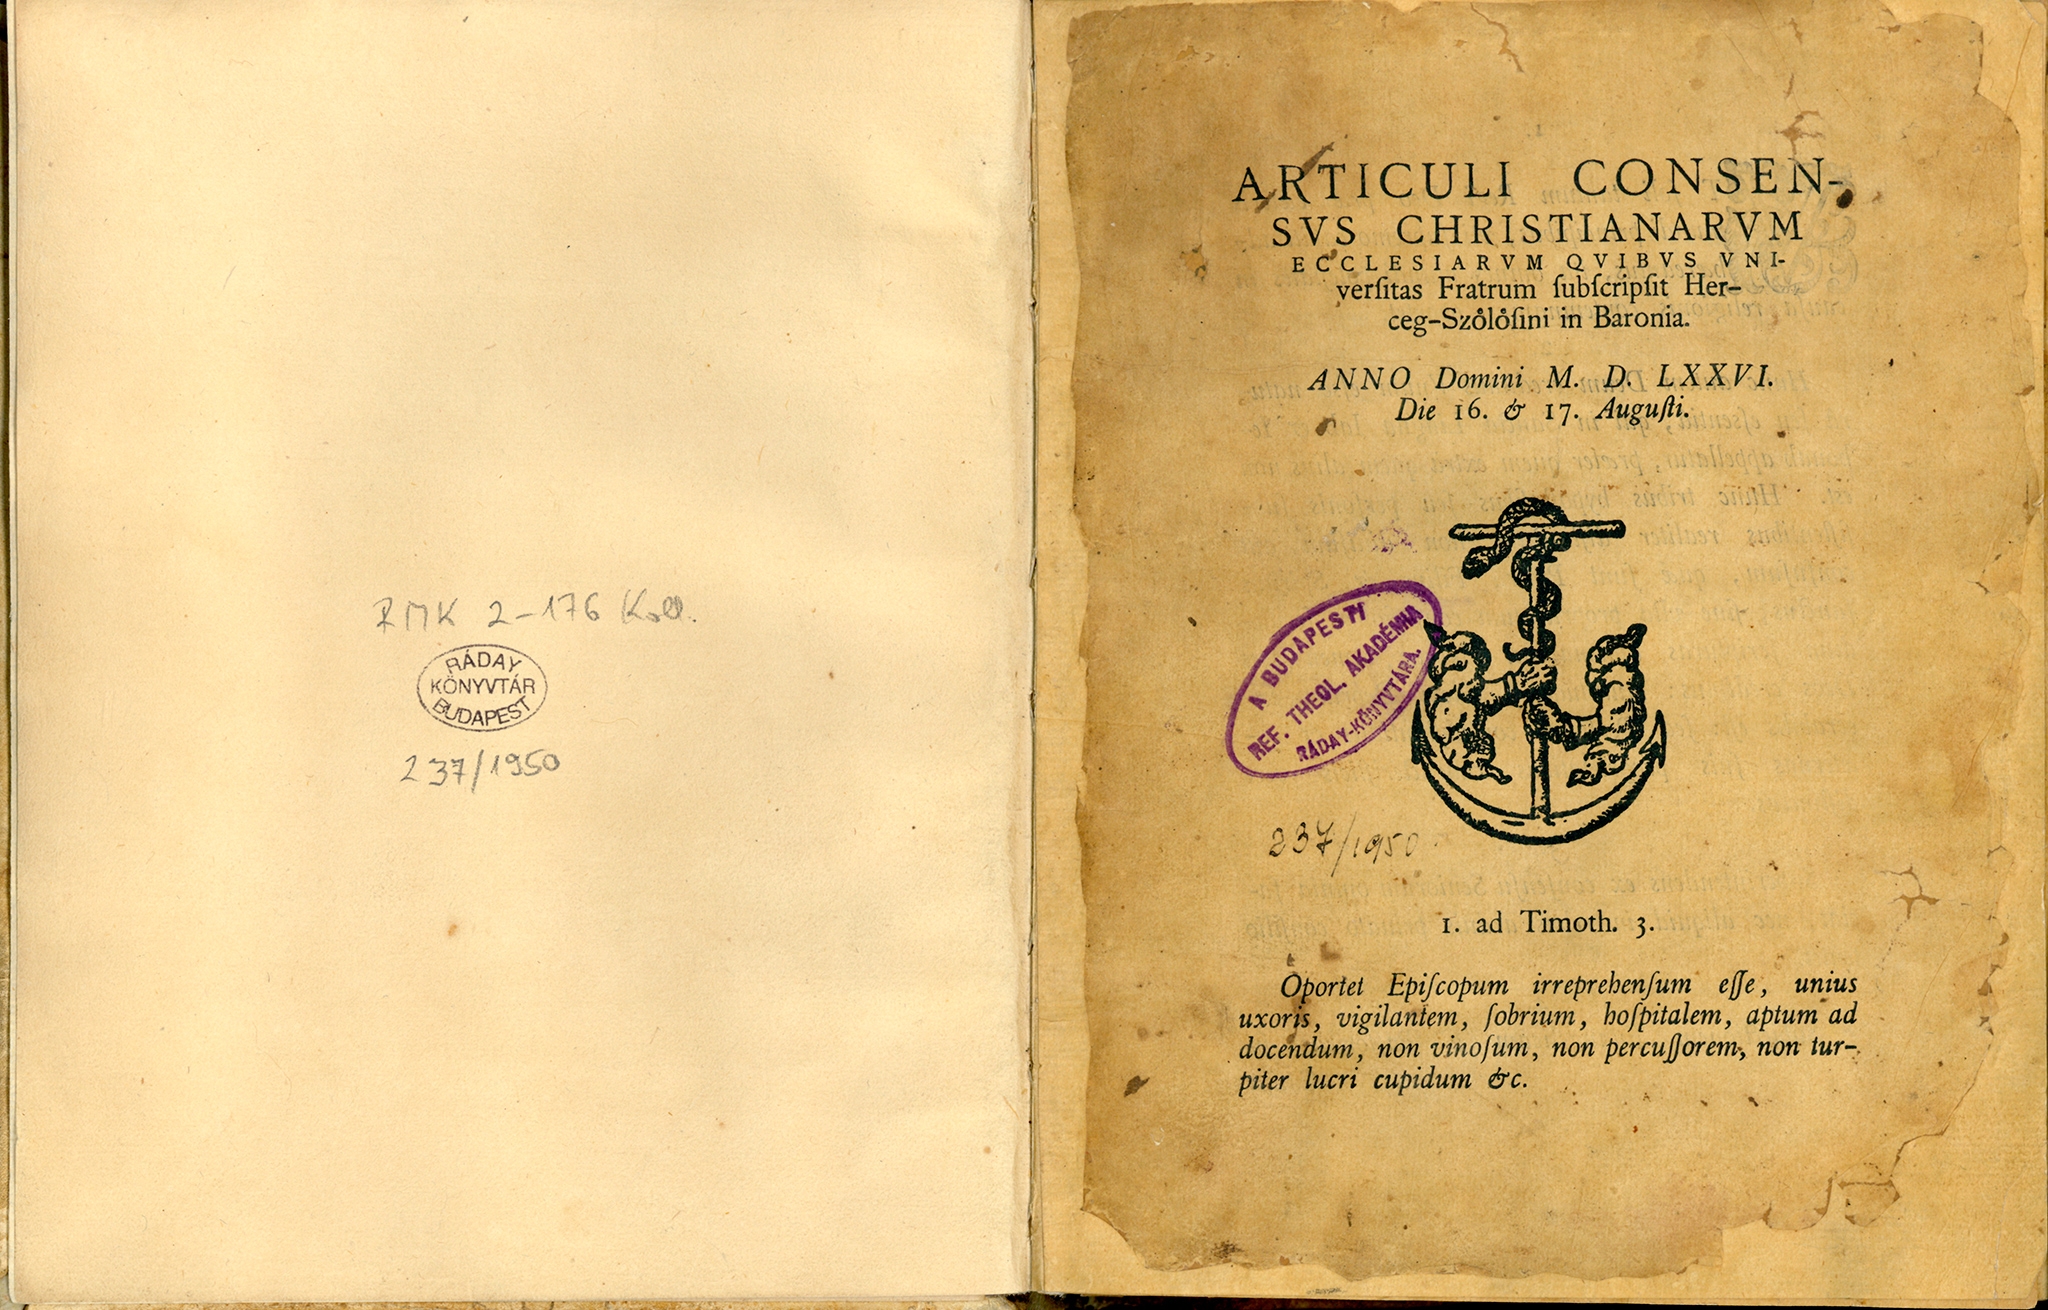 RMK 2-176 Koll.
RÁDAY
KÖNYVTÁR
BUDAPEST
237/1950
ARTICULI CONSEN-
SVS CHRISTIANARVM
ECCLESIARVM QVIBVS VNI-
verſitas Fratrum ſubſcripſit Her-
ceg-Szo̊lo̊ſini in Baronia.
ANNO Domini M. D. LXXVI.
Die 16. & 17. Auguſti.
A BUDAPESTI
REF. THEOL. AKADÉMIA
RÁDAY-KÖNYVTÁRA.
237/1950
1. ad Timoth. 3.
Oportet Epiſcopum irreprehenſum eſſe, unius
uxoris, vigilantem, ſobrium, hoſpitalem, aptum ad
docendum, non vinoſum, non percuſſorem, non tur-
piter lucri cupidum &c.